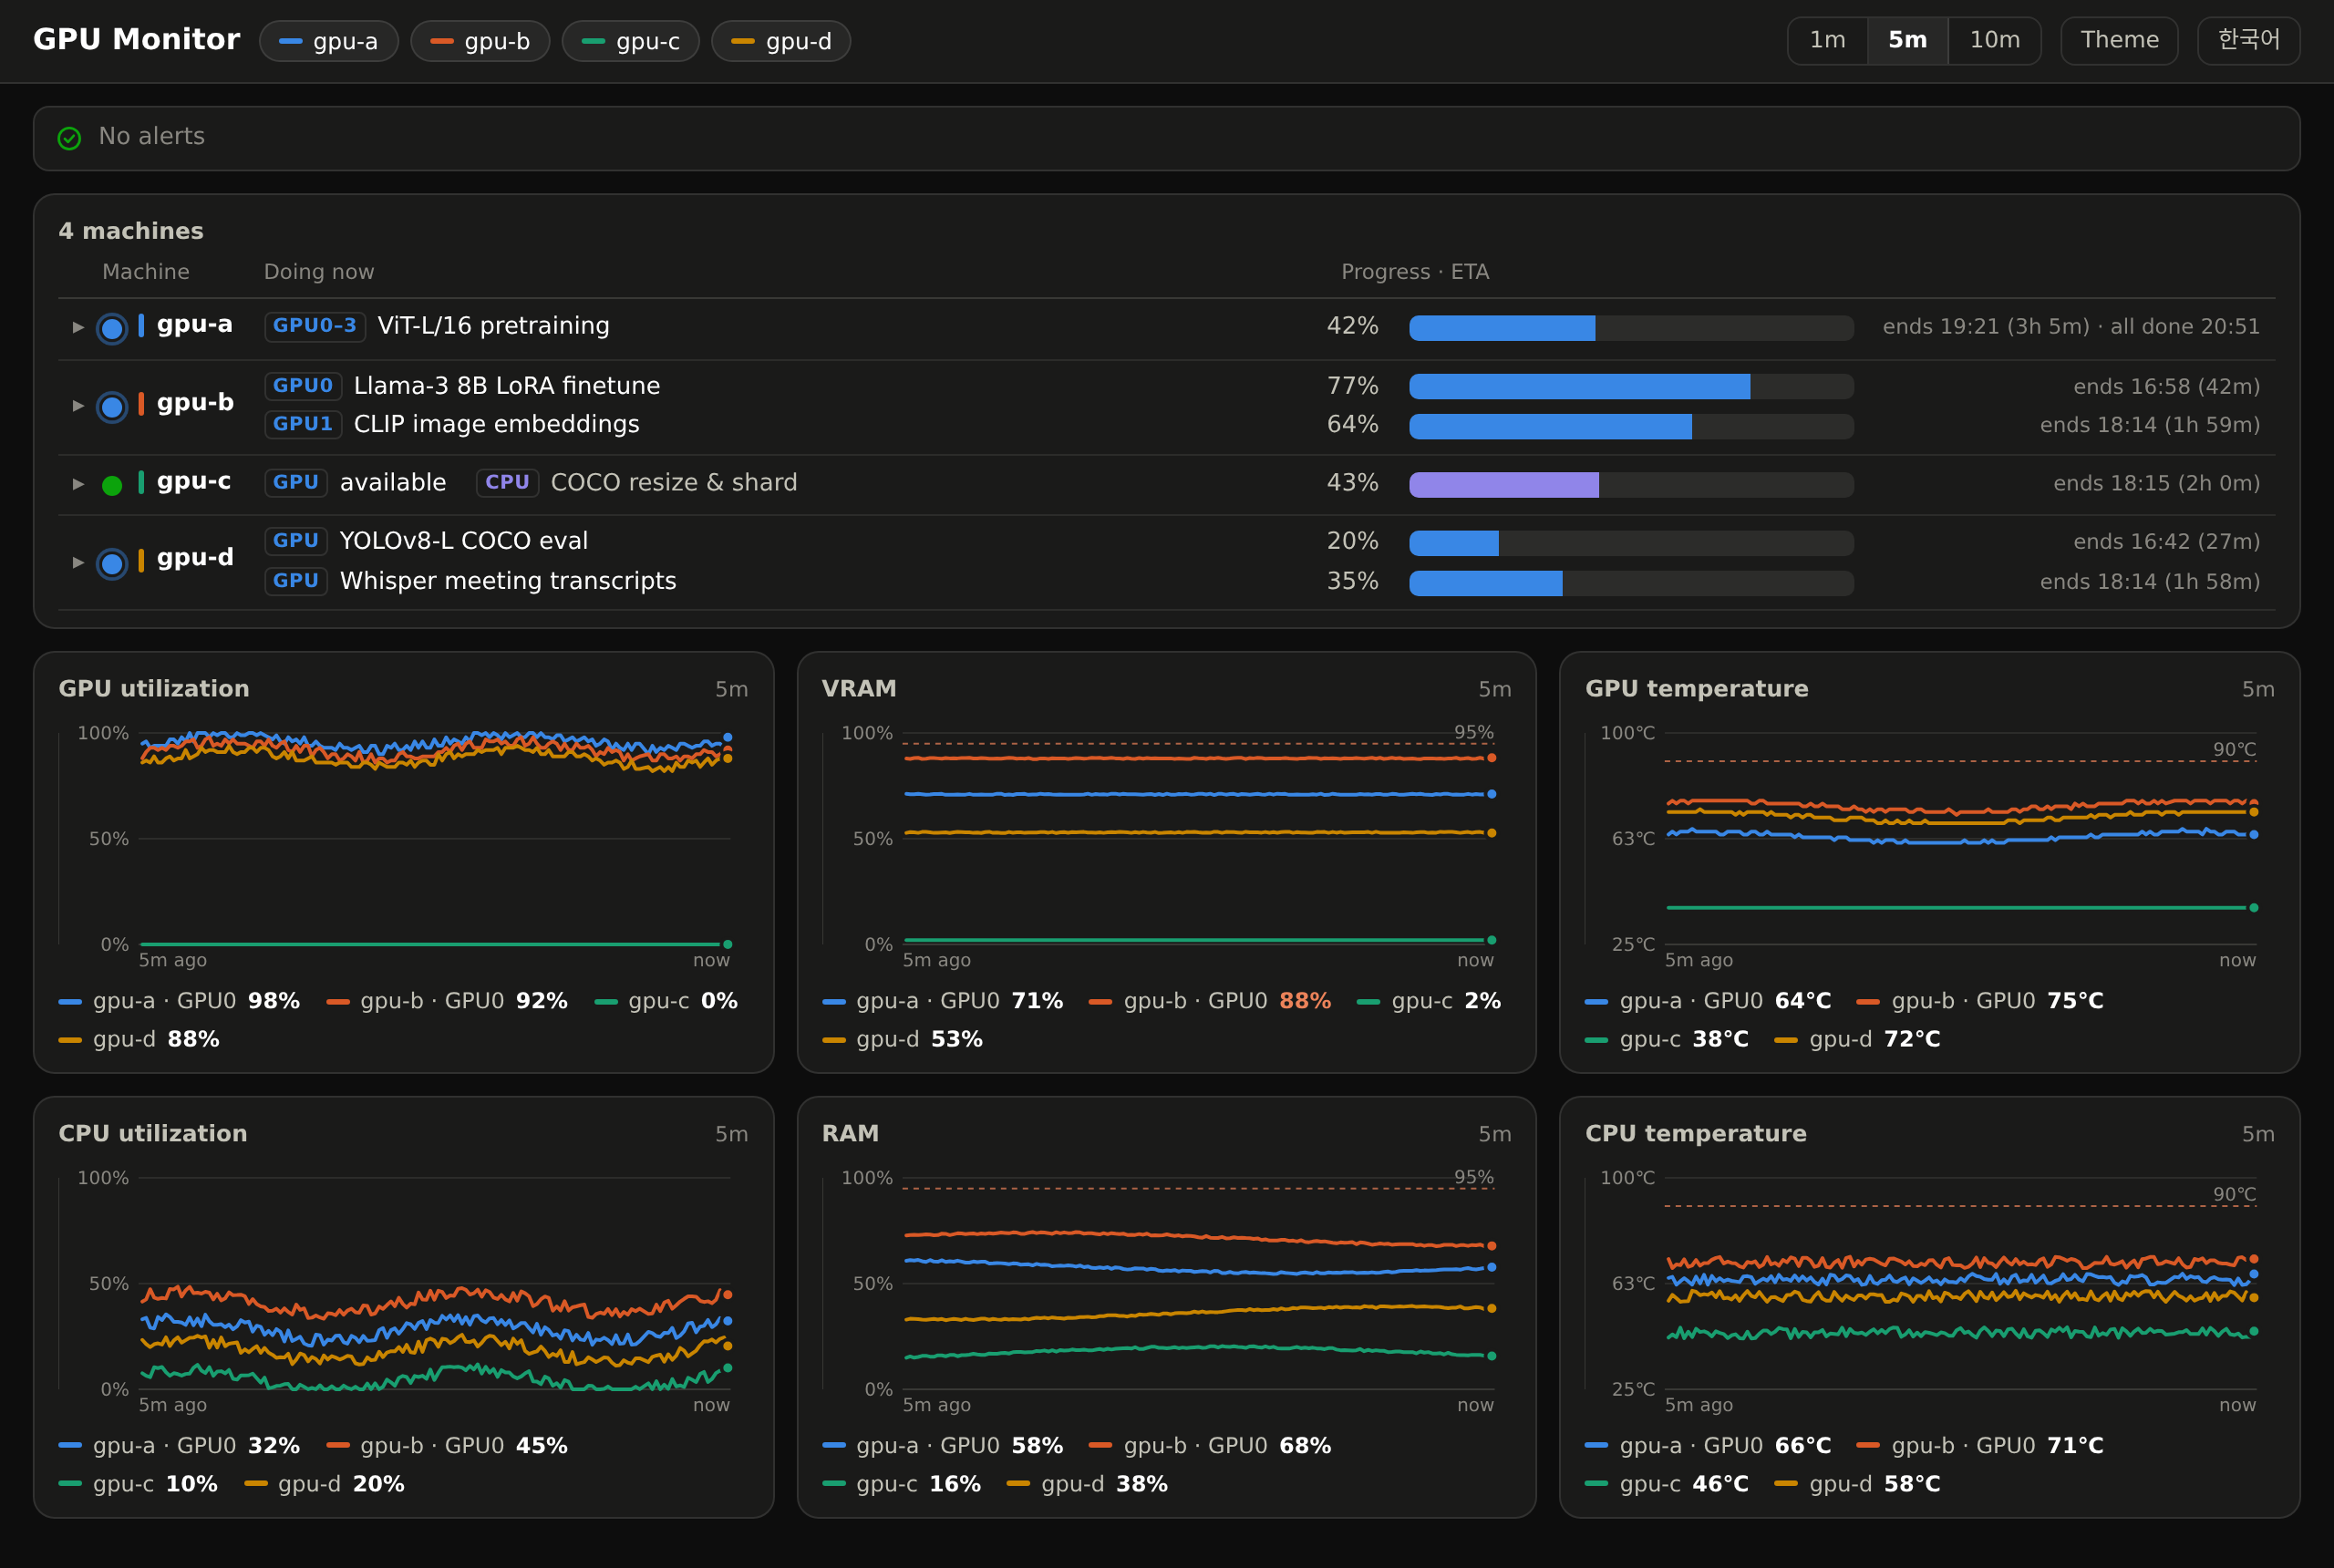 GPU Monitor gpu-a gpu-b gpu-c gpu-d 1m 5m 10m Theme 한국어
No alerts
4 machines
Machine Doing now Progress · ETA
▶ gpu-a GPU0–3 ViT-L/16 pretraining 42% ends 19:21 (3h 5m) · all done 20:51
▶ gpu-b GPU0 Llama-3 8B LoRA finetune 77% ends 16:58 (42m)
GPU1 CLIP image embeddings 64% ends 18:14 (1h 59m)
▶ gpu-c GPU available CPU COCO resize & shard 43% ends 18:15 (2h 0m)
▶ gpu-d GPU YOLOv8-L COCO eval 20% ends 16:42 (27m)
GPU Whisper meeting transcripts 35% ends 18:14 (1h 58m)
GPU utilization 5m
100%
50%
0%
5m ago now
gpu-a · GPU0 98% gpu-b · GPU0 92% gpu-c 0%
gpu-d 88%
VRAM 5m
100% 95%
50%
0%
5m ago now
gpu-a · GPU0 71% gpu-b · GPU0 88% gpu-c 2%
gpu-d 53%
GPU temperature 5m
100℃
90℃
63℃
25℃
5m ago now
gpu-a · GPU0 64℃ gpu-b · GPU0 75℃
gpu-c 38℃ gpu-d 72℃
CPU utilization 5m
100%
50%
0%
5m ago now
gpu-a · GPU0 32% gpu-b · GPU0 45%
gpu-c 10% gpu-d 20%
RAM 5m
100% 95%
50%
0%
5m ago now
gpu-a · GPU0 58% gpu-b · GPU0 68%
gpu-c 16% gpu-d 38%
CPU temperature 5m
100℃
90℃
63℃
25℃
5m ago now
gpu-a · GPU0 66℃ gpu-b · GPU0 71℃
gpu-c 46℃ gpu-d 58℃